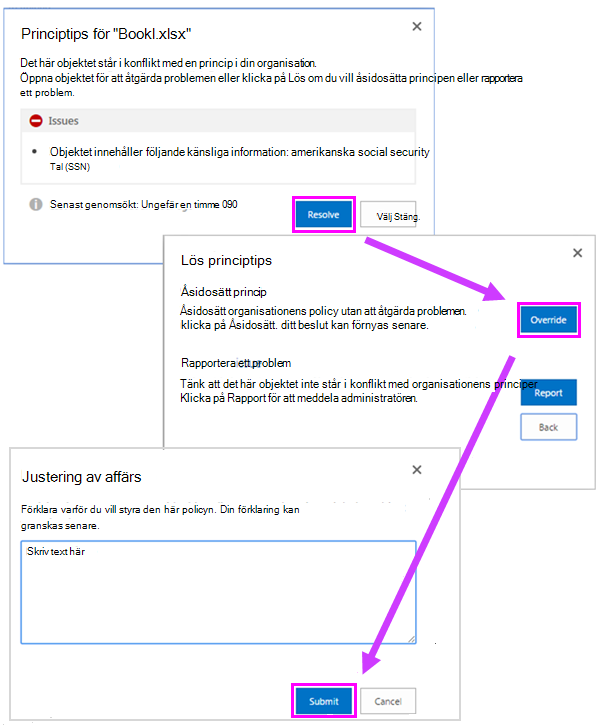 Principtips för "Bookl.xlsx"
Det här objektet står i konflikt med en princip i din organisation.
Öppna objektet för att åtgärda problemen eller klicka på Lös om du vill åsidosätta principen eller rapportera
ett problem.
Issues
• Objektet innehåller följande känsliga information: amerikanska social security
Tal (SSN)
Senast genomsökt: Ungefär en timme 090
Resolve
Välj Stäng.
Lös principtips
Åsidosätt princip
Åsidosätt organisationens policy utan att åtgärda problemen.
klicka på Åsidosätt. ditt beslut kan förnyas senare.
Override
Rapportera ett problem
Tänk att det här objektet inte står i konflikt med organisationens principer
Klicka på Rapport för att meddela administratören.
Report
Back
Justering av affärs
Förklara varför du vill styra den här policyn. Din förklaring kan
granskas senare.
Skriv text här
Submit
Cancel